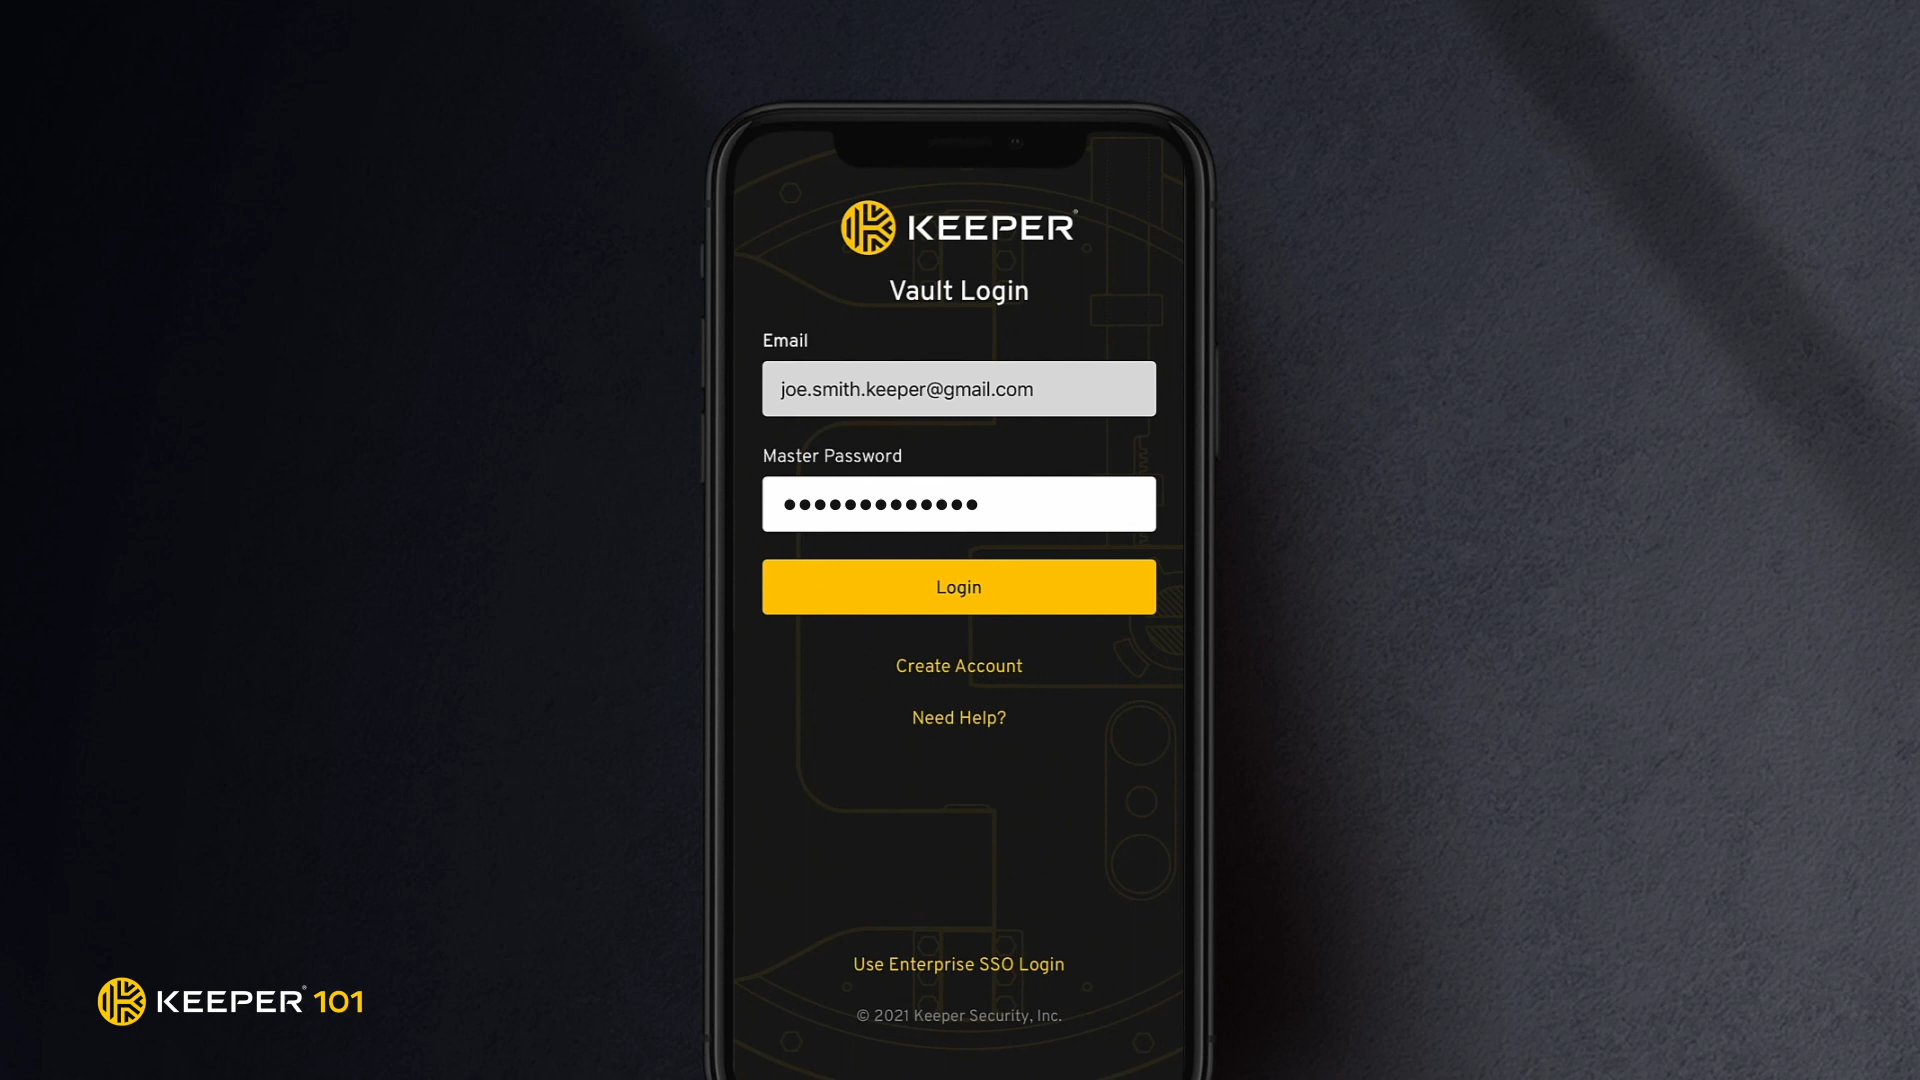 KEEPER®
Vault Login
Email
joe.smith.keeper@gmail.com
Master Password
●●●●●●●●●●●●●
Login
Create Account
Need Help?
Use Enterprise SSO Login
© 2021 Keeper Security, Inc.
KEEPER® 101